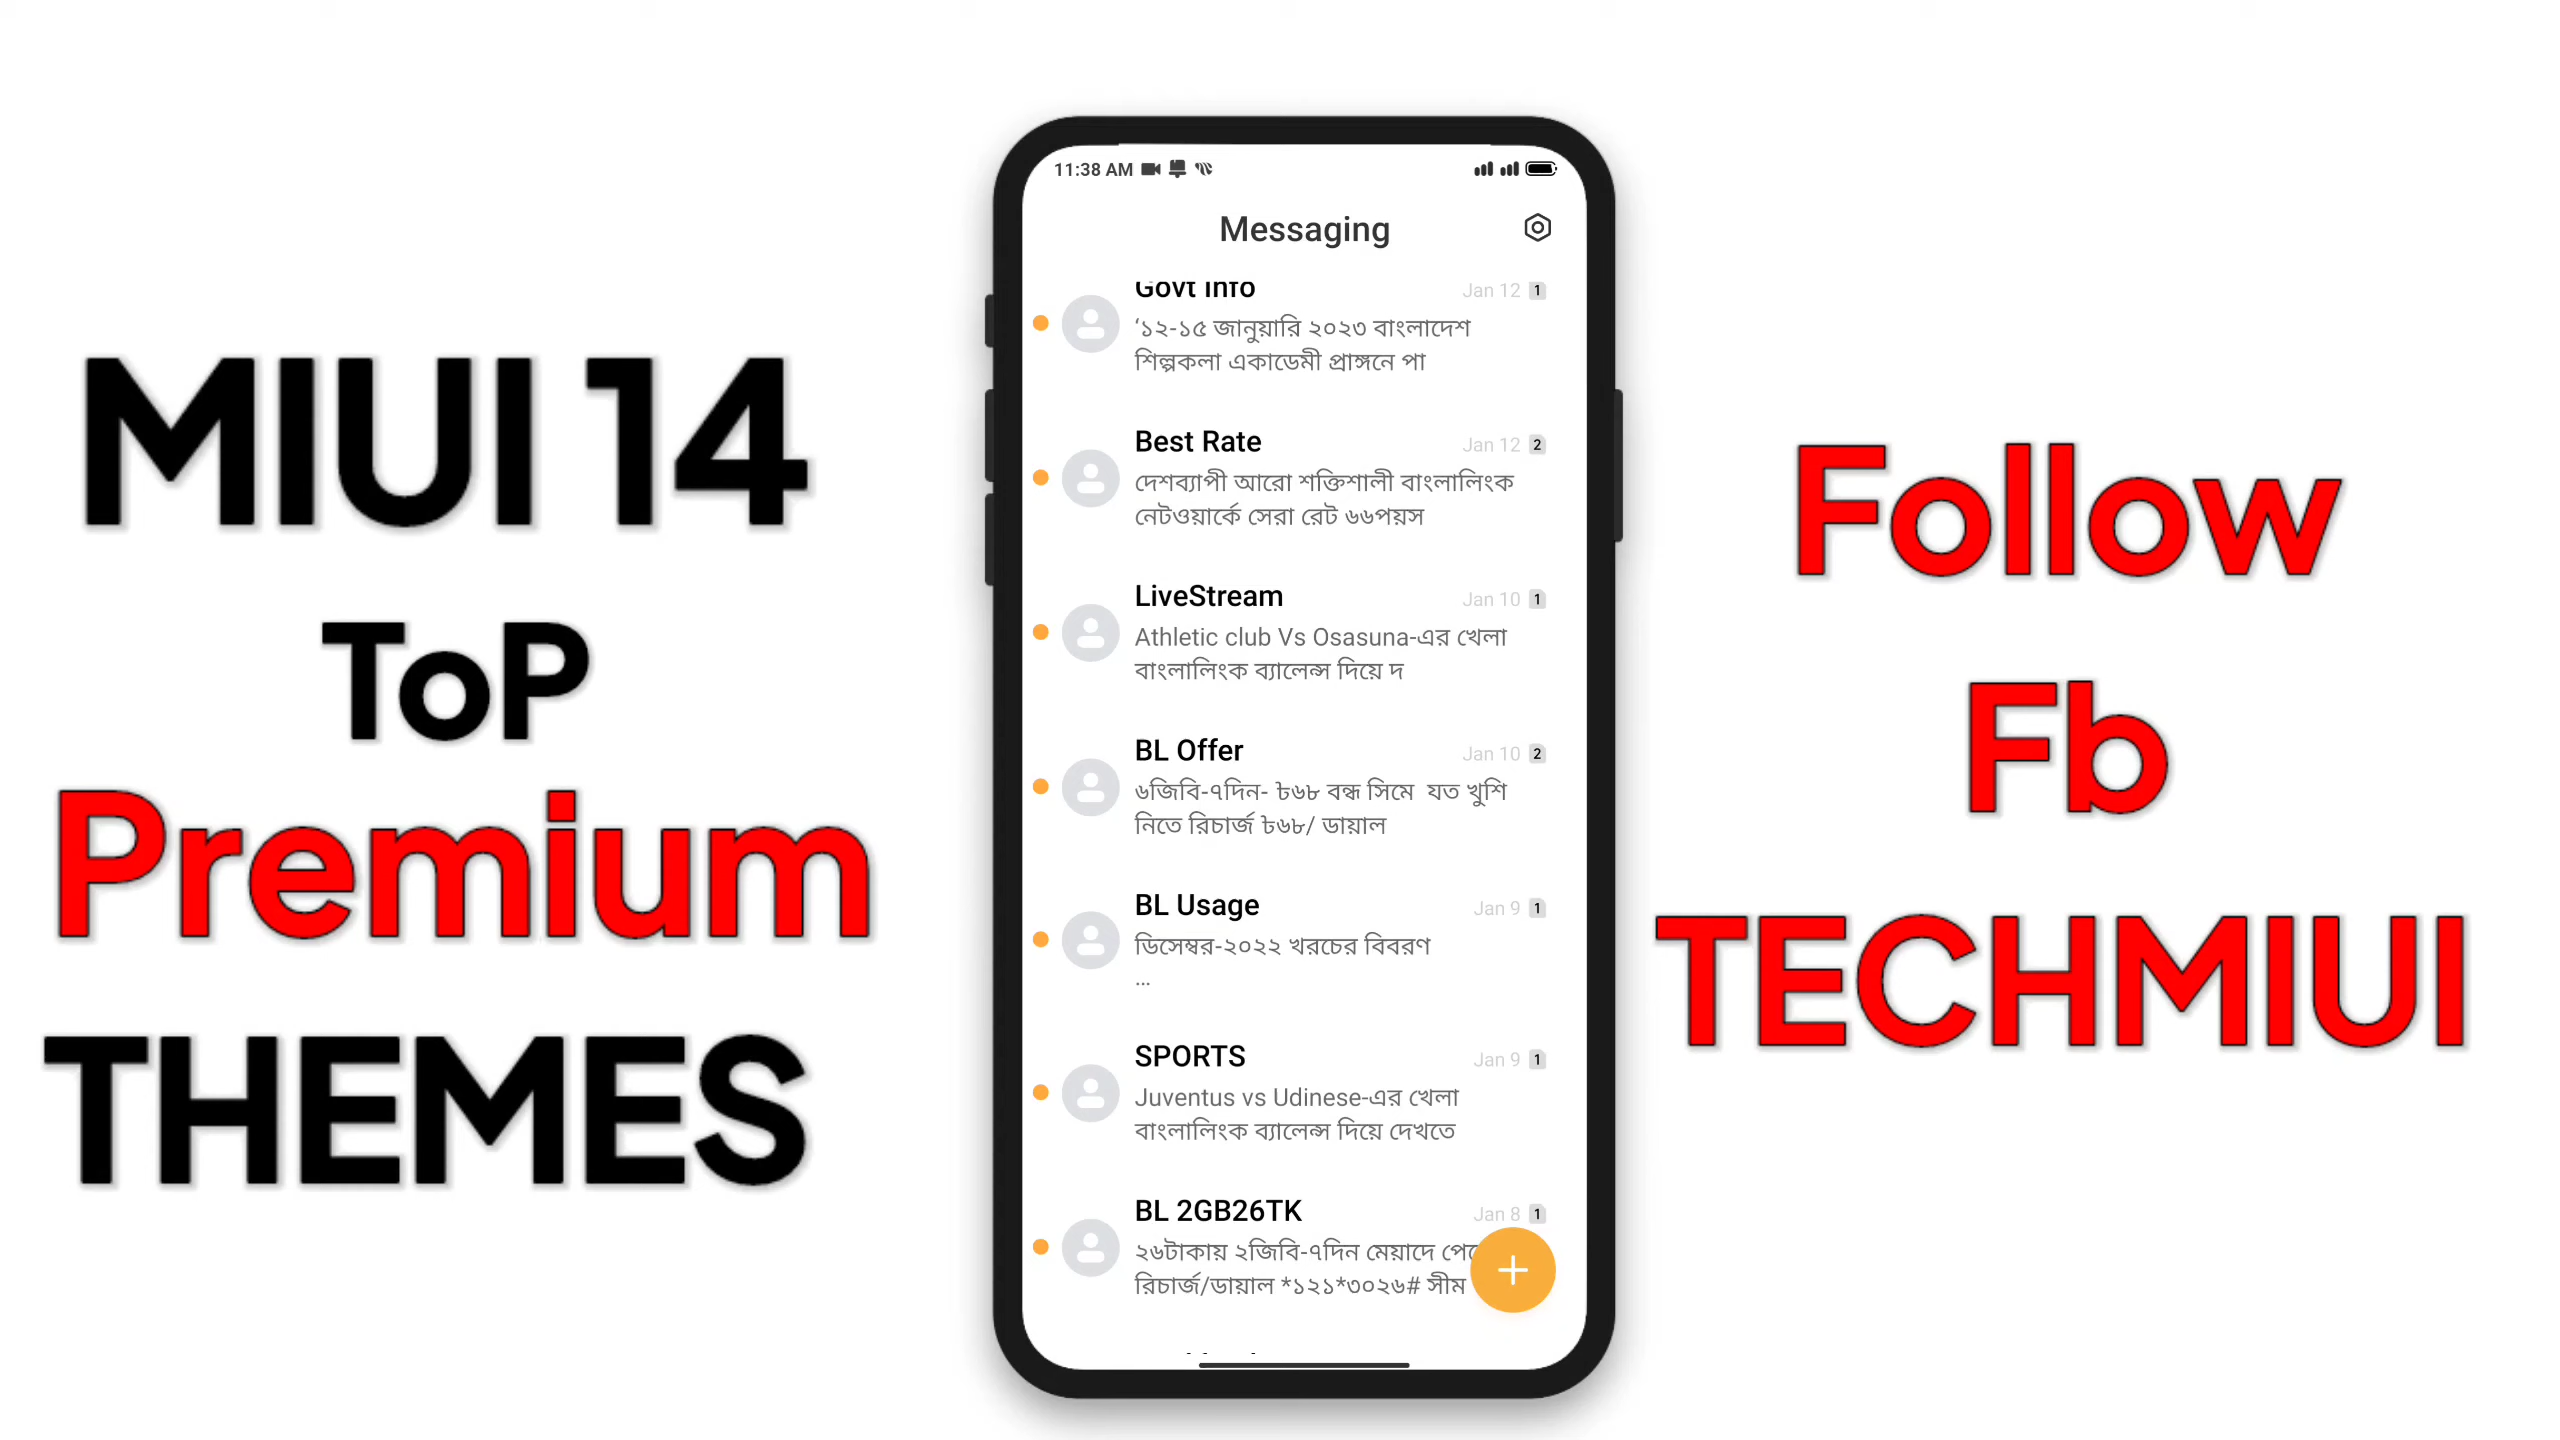 MIUI 14
ToP
Premium
THEMES
11:38 AM
Messaging
Govt Info
Jan 12 1
‘১২-১৫ জানুয়ারি ২০২৩ বাংলাদেশ
শিল্পকলা একাডেমী প্রাঙ্গনে পা
Best Rate
Jan 12 2
দেশব্যাপী আরো শক্তিশালী বাংলালিংক
নেটওয়ার্কে সেরা রেট ৬৬পয়স
LiveStream
Jan 10 1
Athletic club Vs Osasuna-এর খেলা
বাংলালিংক ব্যালেন্স দিয়ে দ
BL Offer
Jan 10 2
৬জিবি-৭দিন- ৳৬৮ বন্ধ সিমে যত খুশি
নিতে রিচার্জ ৳৬৮/ ডায়াল
BL Usage
Jan 9 1
ডিসেম্বর-২০২২ খরচের বিবরণ
...
SPORTS
Jan 9 1
Juventus vs Udinese-এর খেলা
বাংলালিংক ব্যালেন্স দিয়ে দেখতে
BL 2GB26TK
Jan 8 1
২৬টাকায় ২জিবি-৭দিন মেয়াদে
রিচার্জ/ডায়াল *১২১*৩০২৬# সীম
Follow
Fb
TECHMIUI